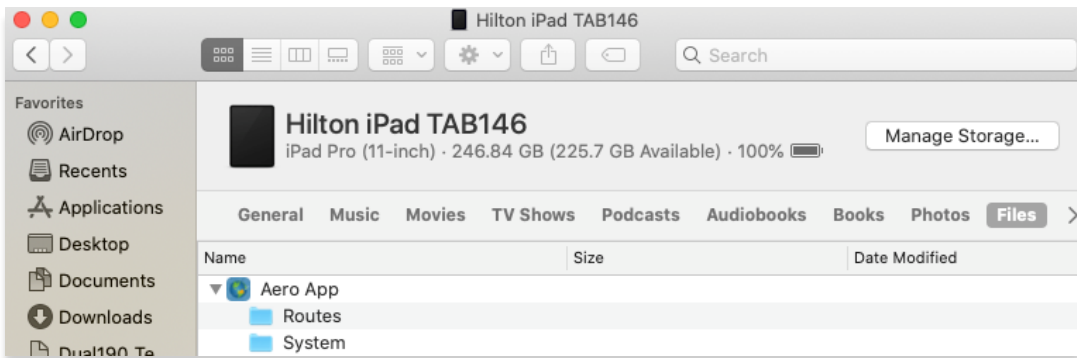 Hilton iPad TAB146
Search
Favorites
AirDrop
Recents
Applications
Desktop
Documents
Downloads
Dual190 Te
Hilton iPad TAB146
iPad Pro (11-inch) · 246.84 GB (225.7 GB Available) · 100%
Manage Storage...
General Music Movies TV Shows Podcasts Audiobooks Books Photos Files
Name Size Date Modified
Aero App
Routes
System